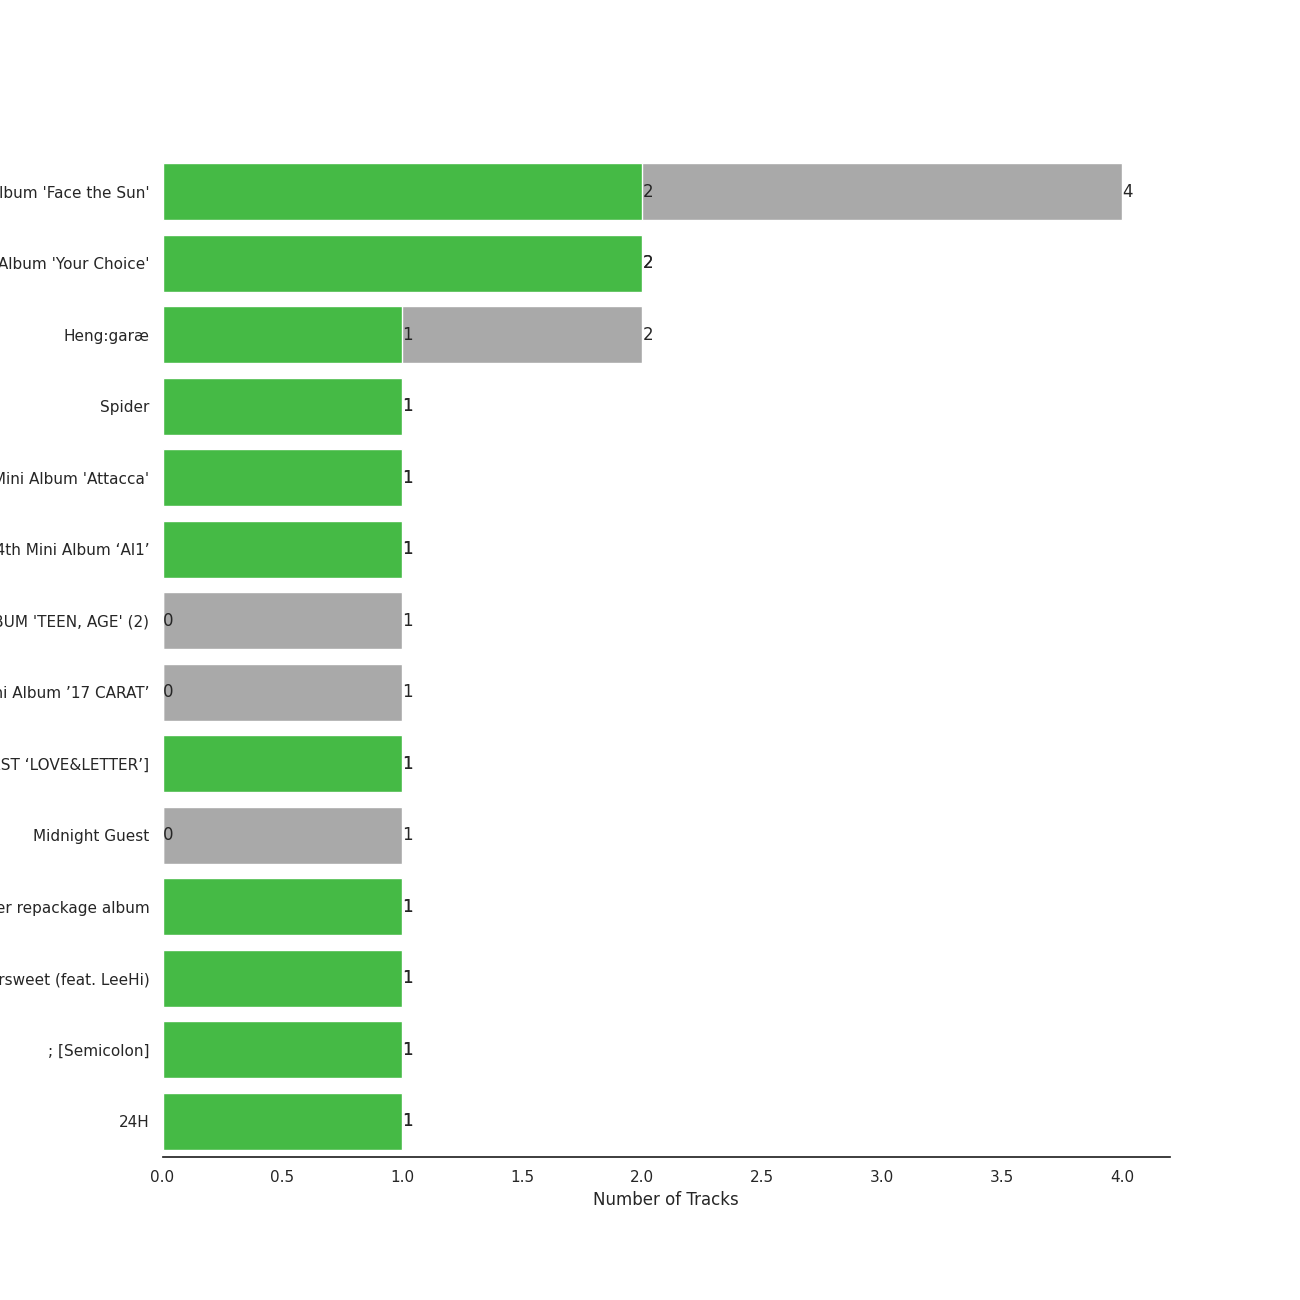 lbum 'Face the Sun' 2 4
Album 'Your Choice' 2
Heng:garæ 1 2
Spider 1
Mini Album 'Attacca' 1
4th Mini Album ‘Al1’ 1
BUM 'TEEN, AGE' (2) 0 1
ni Album ’17 CARAT’ 0 1
ST ‘LOVE&LETTER’] 1
Midnight Guest 0 1
er repackage album 1
rsweet (feat. LeeHi) 1
; [Semicolon] 1
24H 1
0.0 0.5 1.0 1.5 2.0 2.5 3.0 3.5 4.0
Number of Tracks